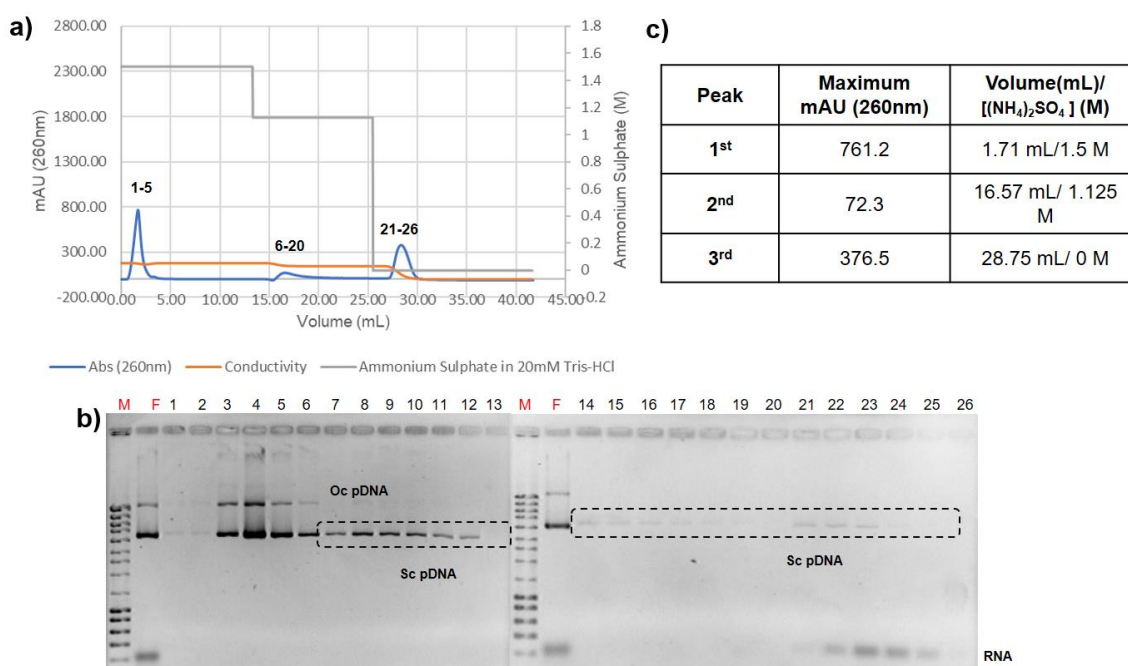 a)
2800.00
2300.00
1800.00
1300.00
800.00
300.00
-200.00
mAU (260nm)
1-5
6-20
21-26
1.8
1.6
1.4
1.2
1
0.8
0.6
0.4
0.2
0
-0.2
Ammonium Sulphate (M)
0.00 5.00 10.00 15.00 20.00 25.00 30.00 35.00 40.00 45.00
Volume (mL)
Abs (260nm) Conductivity Ammonium Sulphate in 20mM Tris-HCl
c)
Peak Maximum mAU (260nm) Volume(mL)/ [(NH₄)₂SO₄ ] (M)
1st 761.2 1.71 mL/1.5 M
2nd 72.3 16.57 mL/ 1.125 M
3rd 376.5 28.75 mL/ 0 M
b)
M F 1 2 3 4 5 6 7 8 9 10 11 12 13 M F 14 15 16 17 18 19 20 21 22 23 24 25 26
Oc pDNA
Sc pDNA
Sc pDNA
RNA